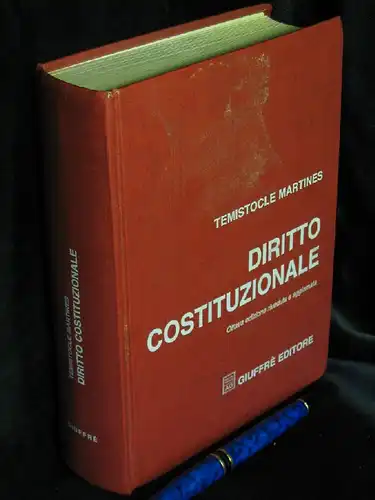 TEMISTOCLE MARTINES
DIRITTO
COSTITUZIONALE
Ottava edizione riveduta e aggiornata
GIUFFRÈ EDITORE
TEMISTOCLE MARTINES
DIRITTO COSTITUZIONALE
GIUFFRÈ